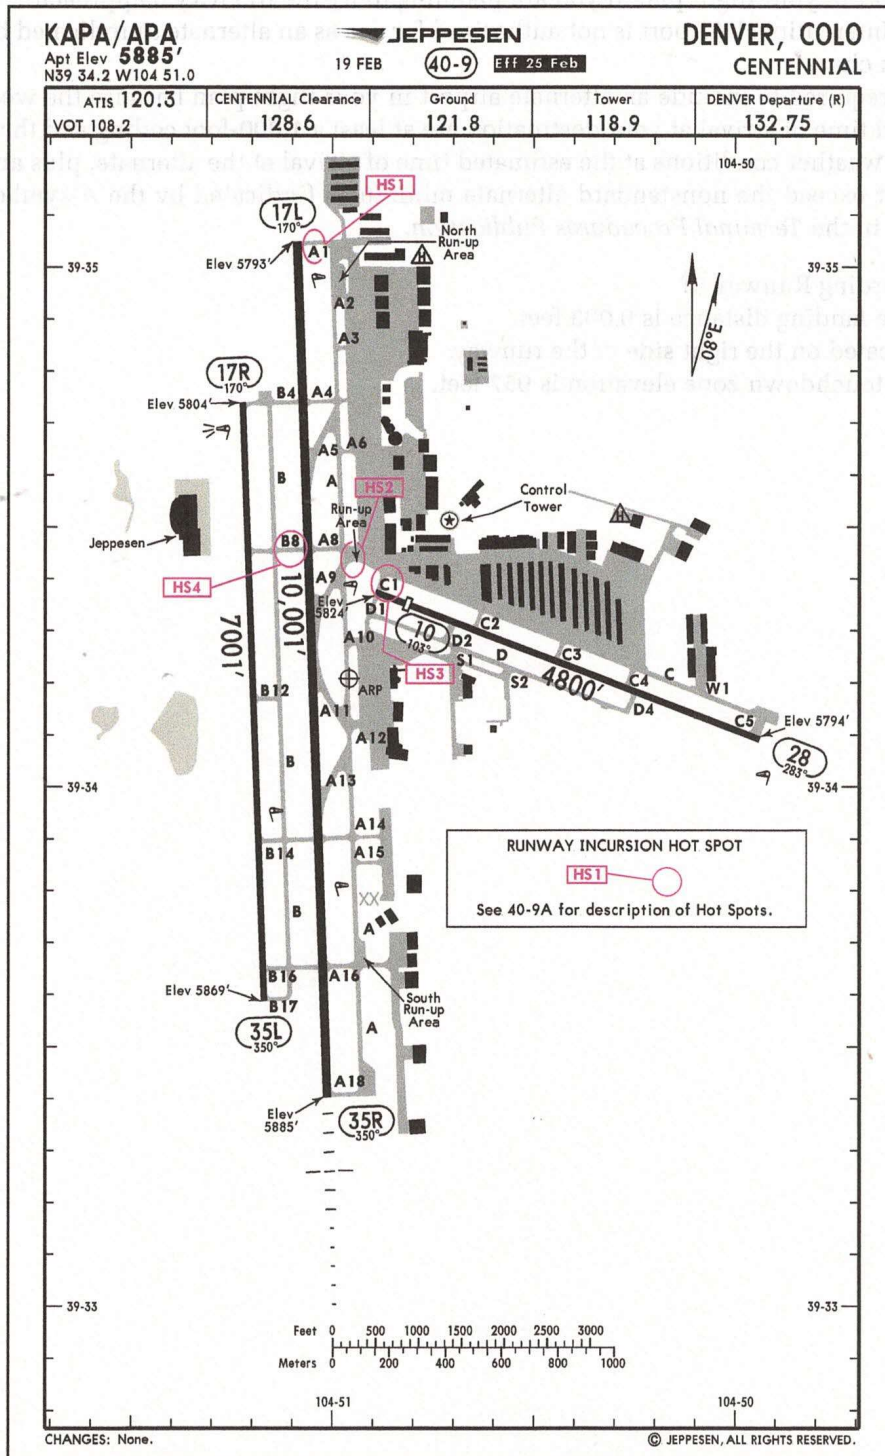 KAPA/APA
JEPPESEN
DENVER, COLO
Apt Elev 5885'
N39 34.2 W104 51.0
19 FEB
40-9
Eff 25 Feb
CENTENNIAL
ATIS 120.3
CENTENNIAL Clearance
Ground
Tower
DENVER Departure (R)
VOT 108.2
128.6
121.8
118.9
132.75
104-50
HS1
17L
170°
North
Run-up
Area
Elev 5793'
A1
H
39-35
39-35
08°E
A2
A3
17R
170°
B4
A4
Elev 5804'
A5
A6
B
A
HS2
Control
Tower
Run-up
Area
H
Jeppesen
B8
A8
HS4
10,001'
A9
C1
Elev
5824'
D1
7001'
10
103°
C2
A10
D2
D
C3
S1
S2
4800'
C4
C
HS3
ARP
W1
D4
B12
A11
C5
Elev 5794'
A12
28
283°
B
A13
39-34
39-34
A14
B14
A15
RUNWAY INCURSION HOT SPOT
HS1
See 40-9A for description of Hot Spots.
XX
B
A
B16
A16
Elev 5869'
B17
South
Run-up
Area
35L
350°
A
A18
Elev
5885'
35R
350°
39-33
39-33
Feet 0 500 1000 1500 2000 2500 3000
Meters 0 200 400 600 800 1000
104-51
104-50
CHANGES: None.
© JEPPESEN, ALL RIGHTS RESERVED.